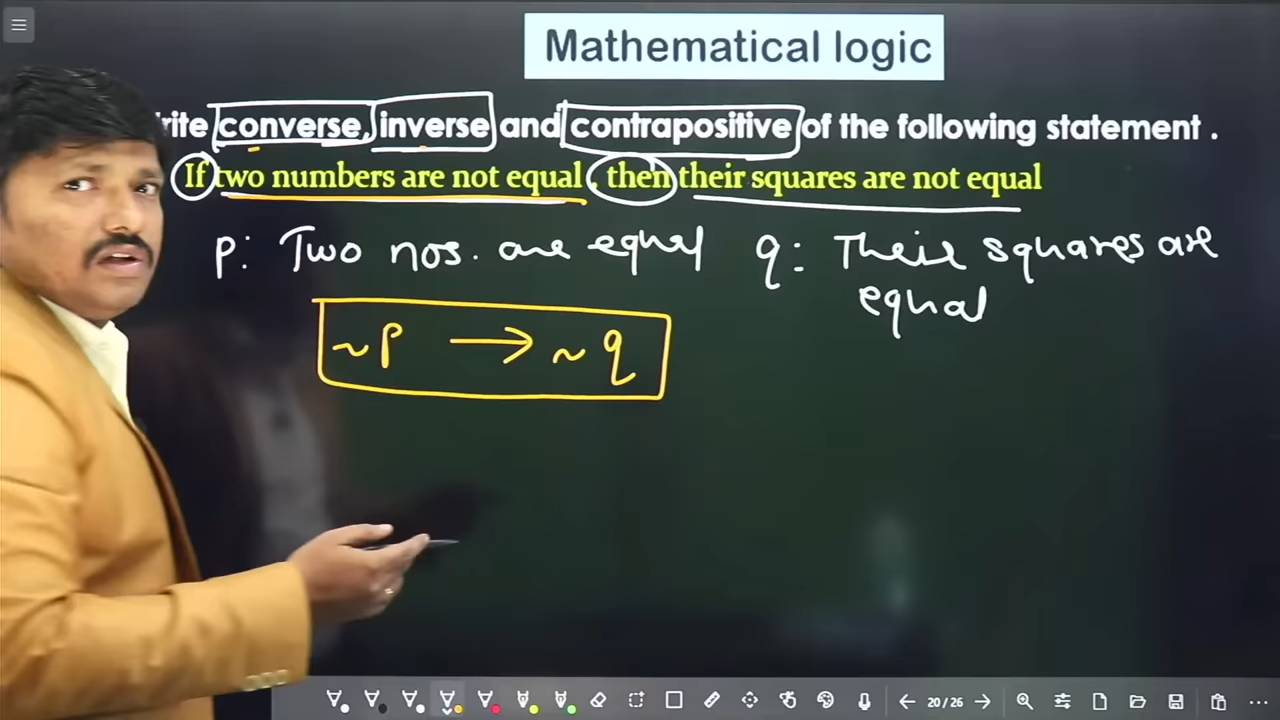 Mathematical logic
rite converse, inverse and contrapositive of the following statement .
If two numbers are not equal , then their squares are not equal
p: Two nos. are equal q: Their squares are
equal
~p → ~q
20/26